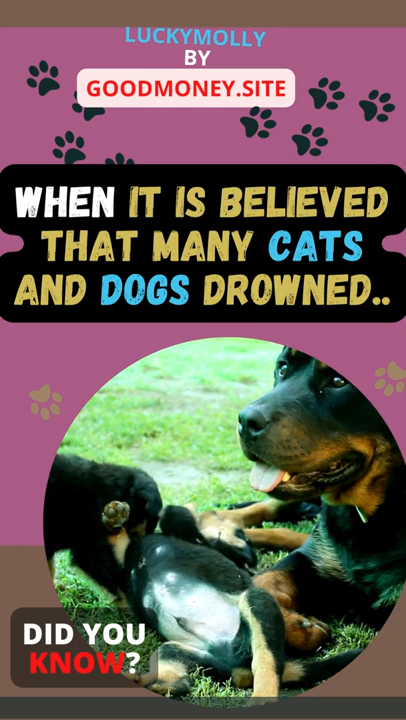 LUCKYMOLLY
BY
GOODMONEY.SITE
WHEN IT IS BELIEVED
THAT MANY CATS
AND DOGS DROWNED..
DID YOU
KNOW?